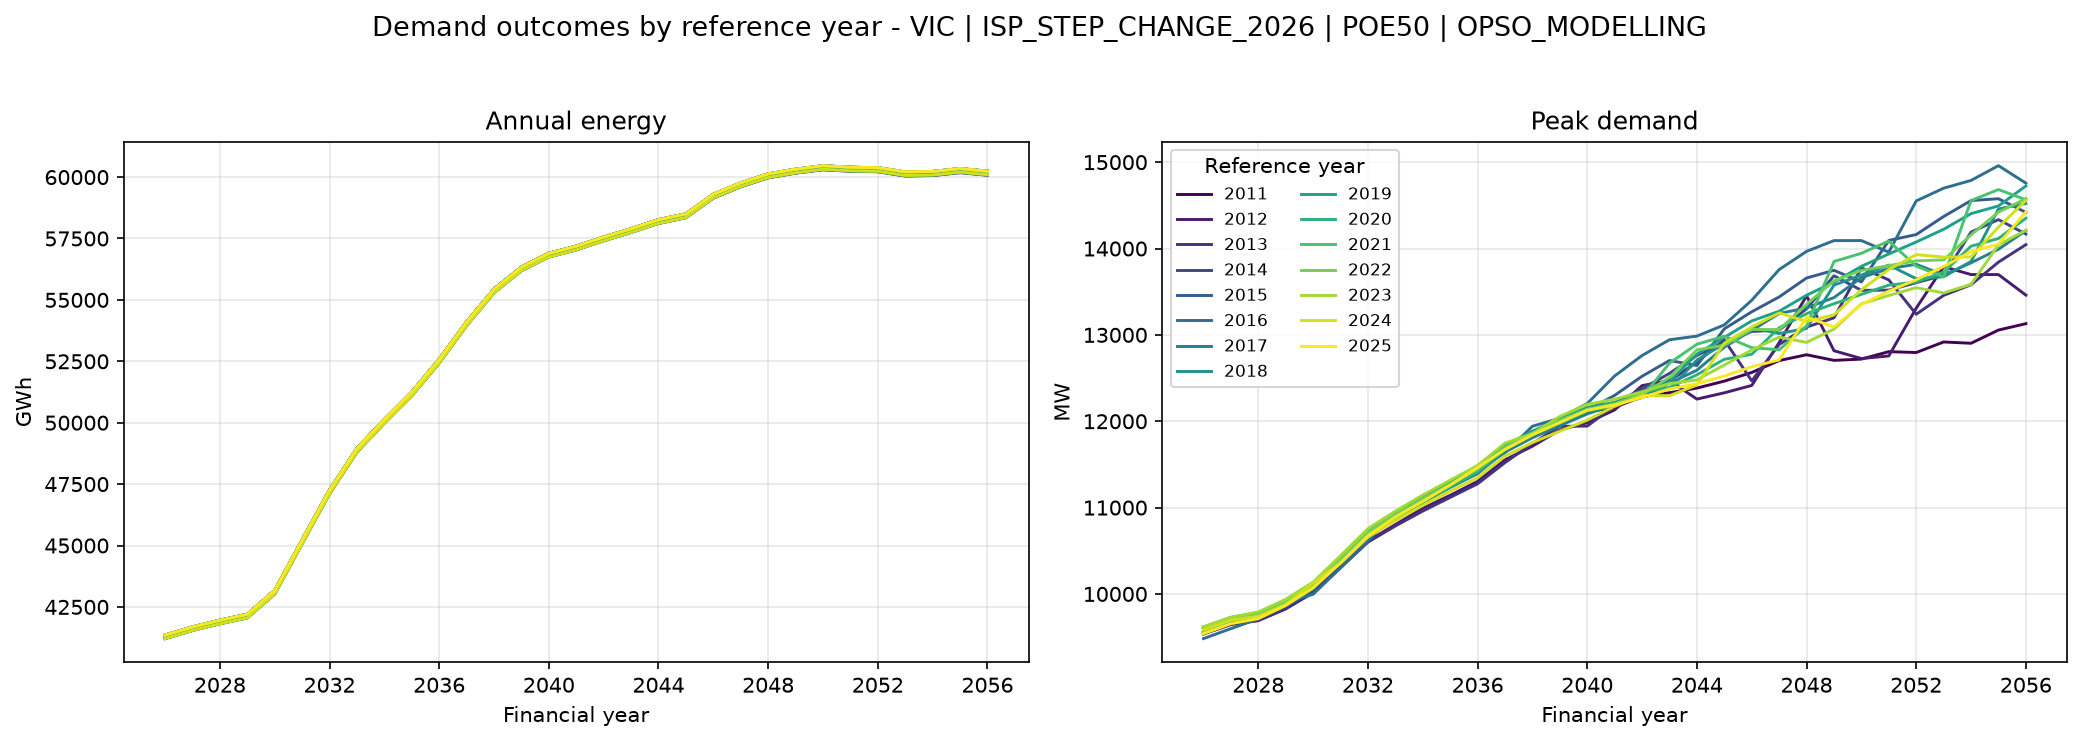 Demand outcomes by reference year - VIC | ISP_STEP_CHANGE_2026 | POE50 | OPSO_MODELLING
Annual energy
GWh
60000
57500
55000
52500
50000
47500
45000
42500
2028 2032 2036 2040 2044 2048 2052 2056
Financial year
Peak demand
MW
15000
14000
13000
12000
11000
10000
Reference year
2011 2019
2012 2020
2013 2021
2014 2022
2015 2023
2016 2024
2017 2025
2018
2028 2032 2036 2040 2044 2048 2052 2056
Financial year